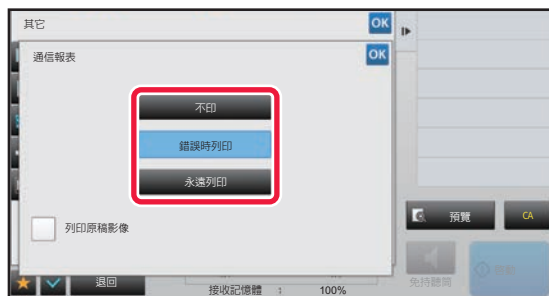 其它
OK
通信報表
OK
不印
錯誤時列印
永遠列印
列印原稿影像
預覽
CA
退回
接收記憶體 : 100%
免持聽筒
啟動